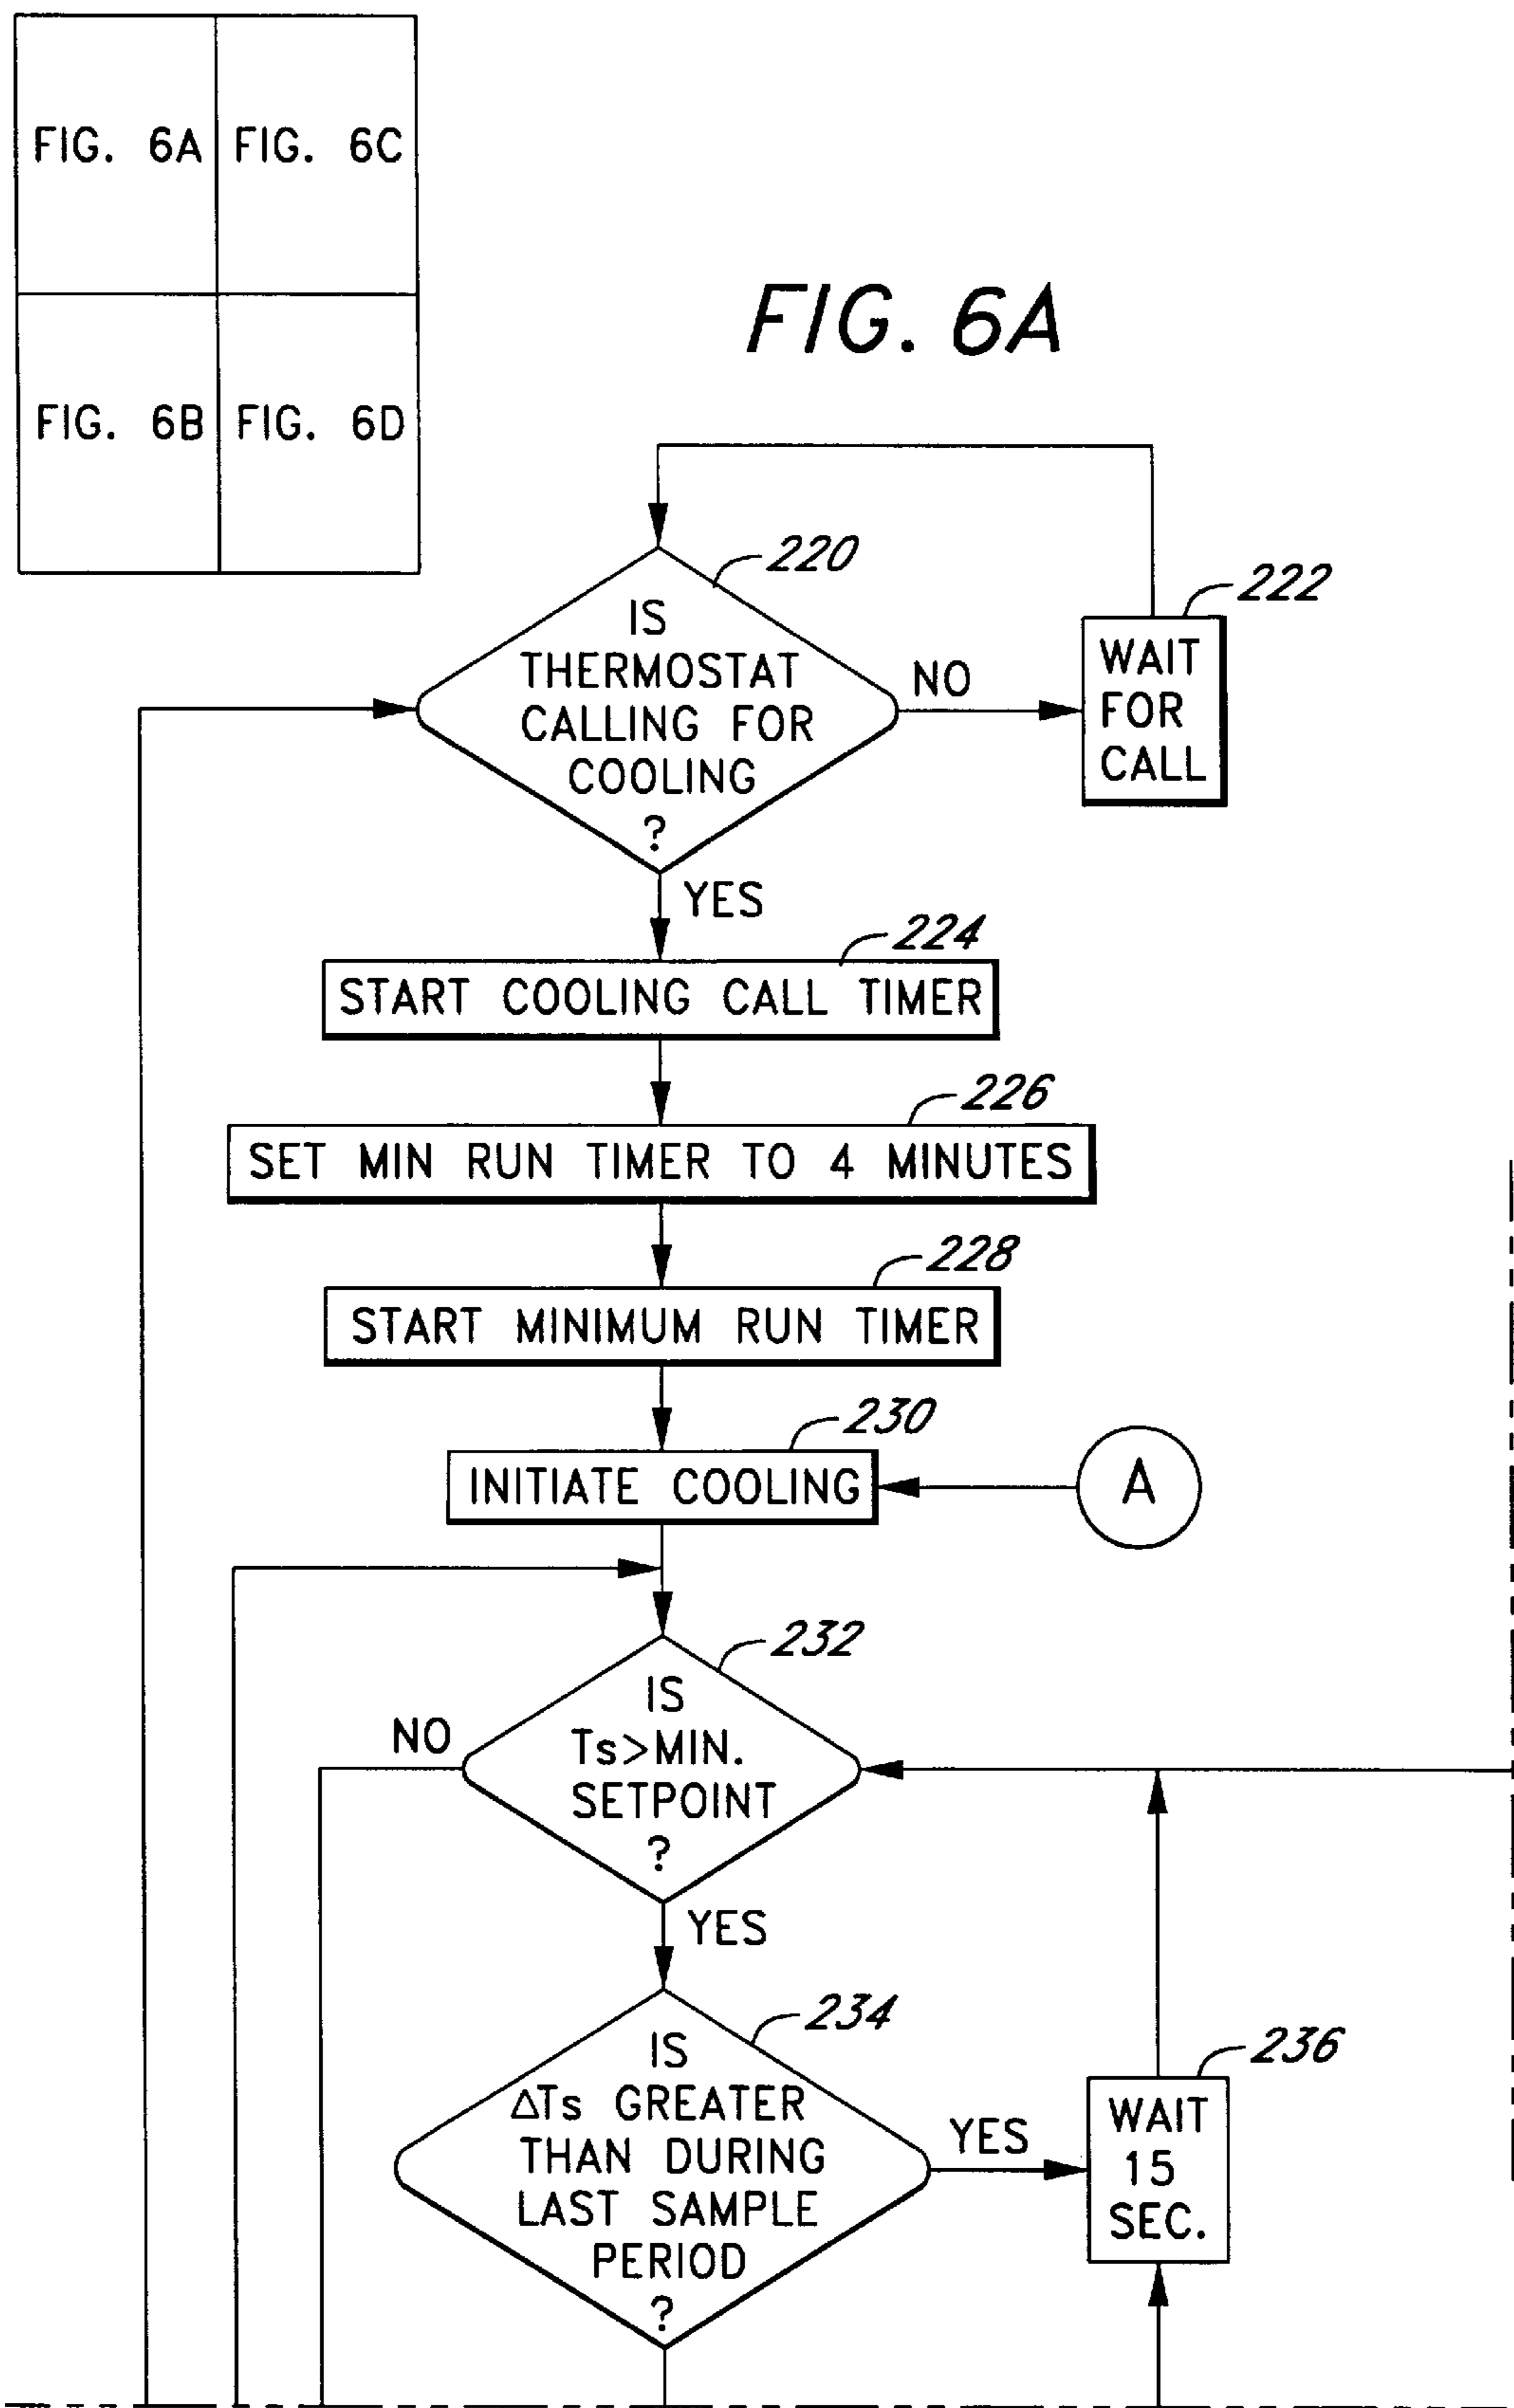 FIG. 6A
FIG. 6C
FIG. 6B
FIG. 6D
FIG. 6A
220
IS
THERMOSTAT
CALLING FOR
COOLING
?
NO
222
WAIT
FOR
CALL
YES
224
START COOLING CALL TIMER
226
SET MIN RUN TIMER TO 4 MINUTES
228
START MINIMUM RUN TIMER
230
INITIATE COOLING
A
232
IS
Ts>MIN.
SETPOINT
?
NO
YES
234
IS
ΔTs GREATER
THAN DURING
LAST SAMPLE
PERIOD
?
YES
236
WAIT
15
SEC.